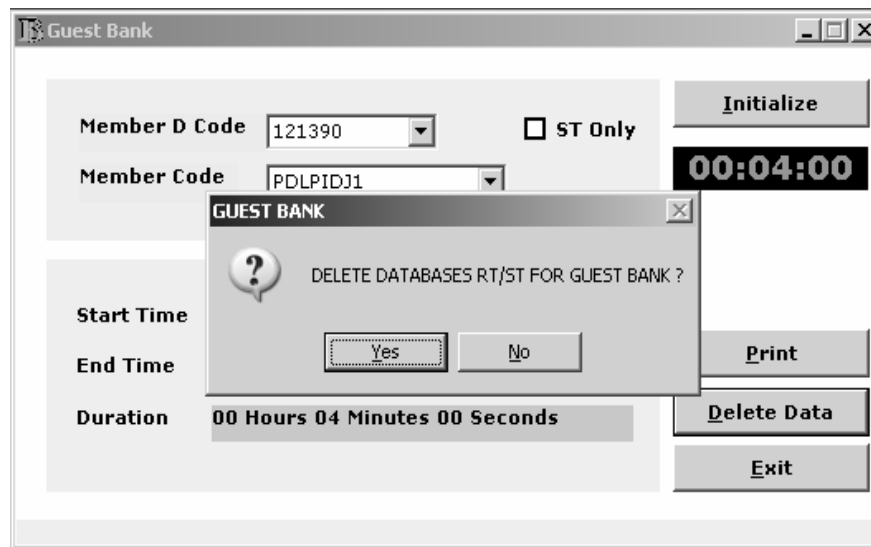 Guest Bank
Initialize
Member D Code 121390 ST Only
Member Code PDLPIDJ1
00:04:00
GUEST BANK
DELETE DATABASES RT/ST FOR GUEST BANK ?
Yes No
Start Time
End Time
Duration 00 Hours 04 Minutes 00 Seconds
Print
Delete Data
Exit